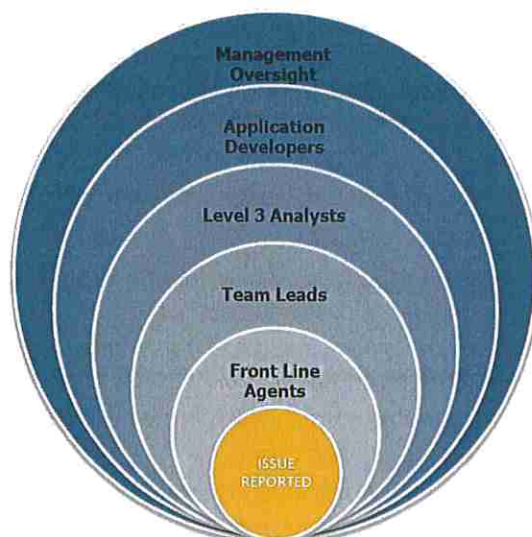 Management
Oversight
Application
Developers
Level 3 Analysts
Team Leads
Front Line
Agents
ISSUE
REPORTED